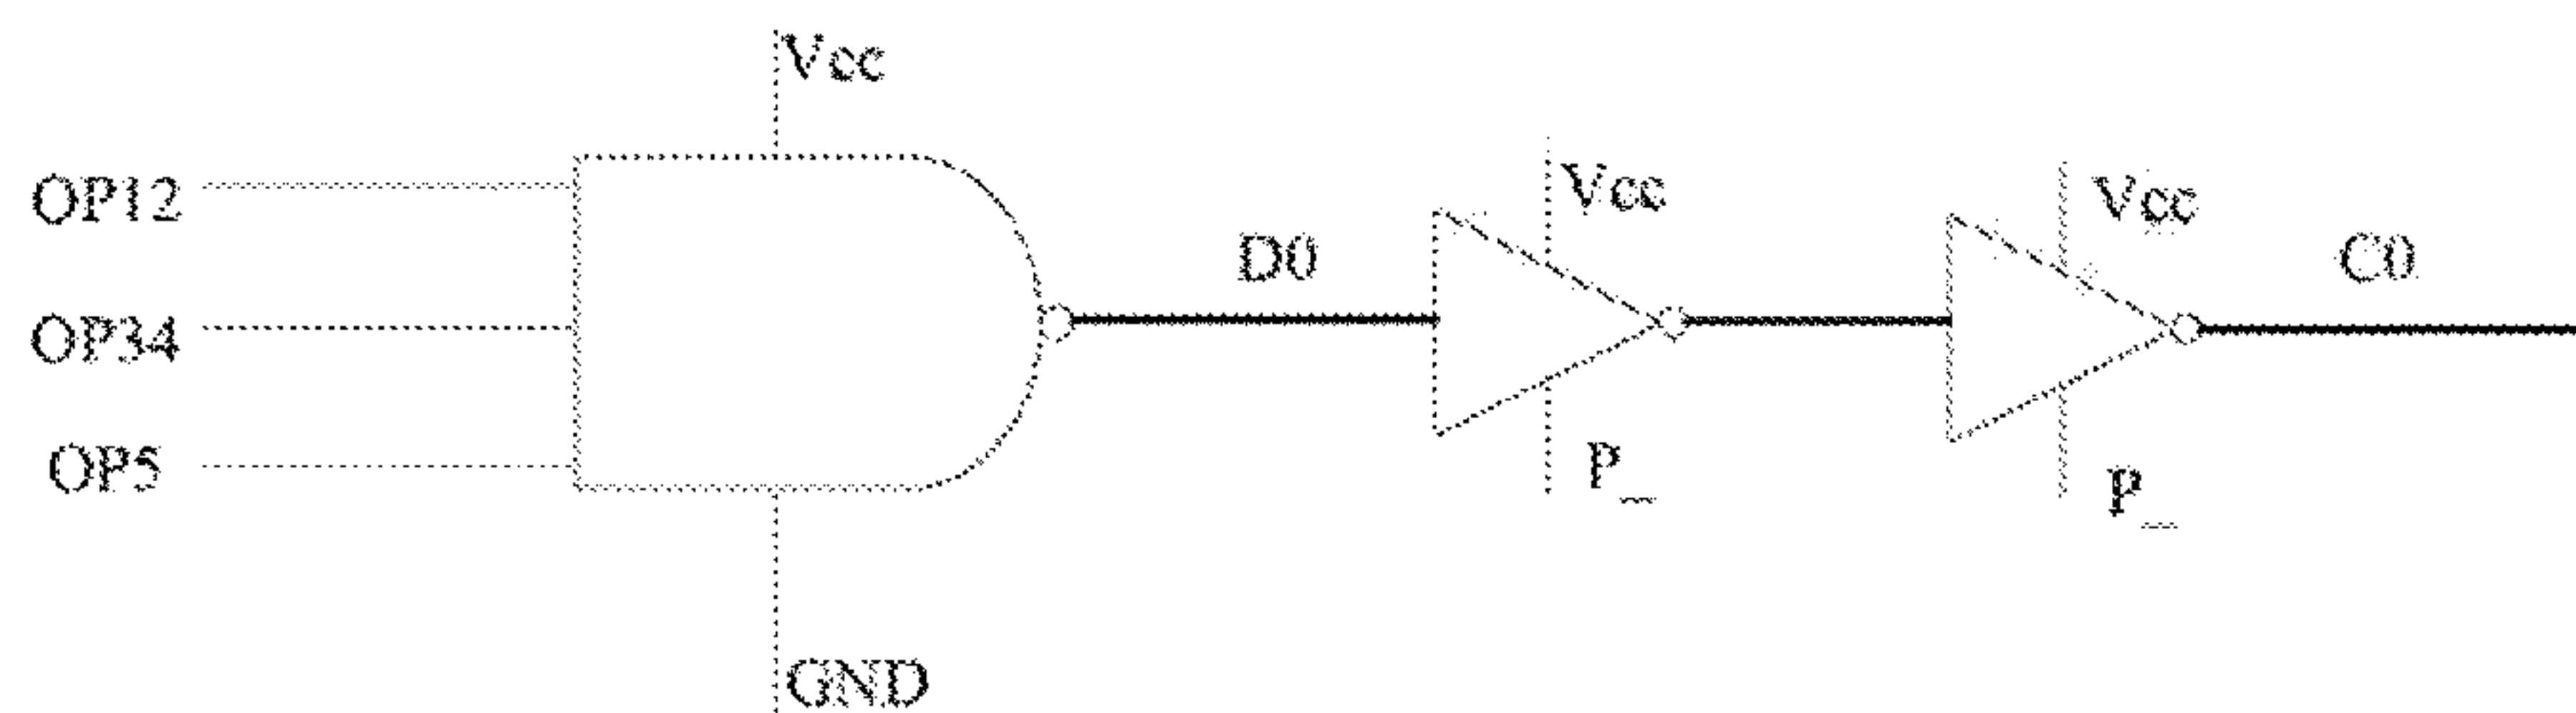 Vcc
OP12
OP34
OP5
GND
D0
Vcc
P_
Vcc
P_
C0